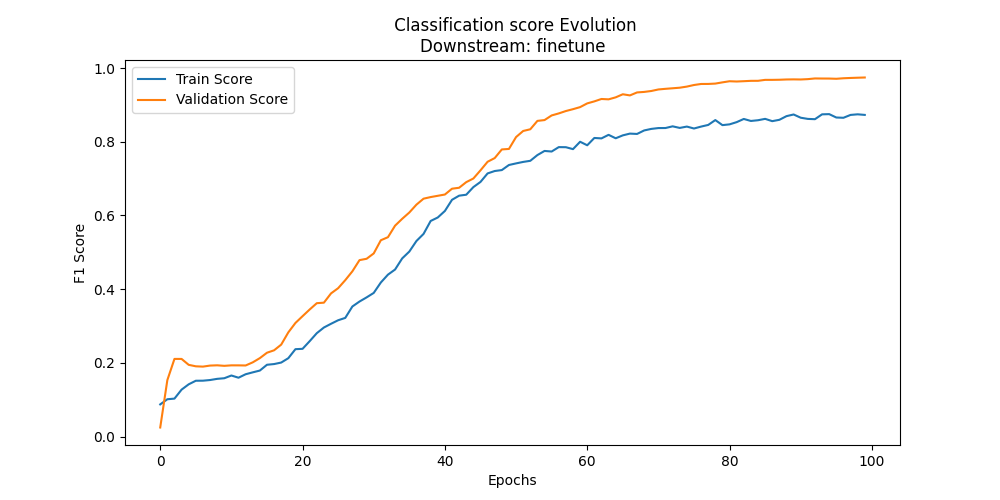 Classification score Evolution
Downstream: finetune
Train Score
Validation Score
F1 Score
1.0
0.8
0.6
0.4
0.2
0.0
0 20 40 60 80 100
Epochs